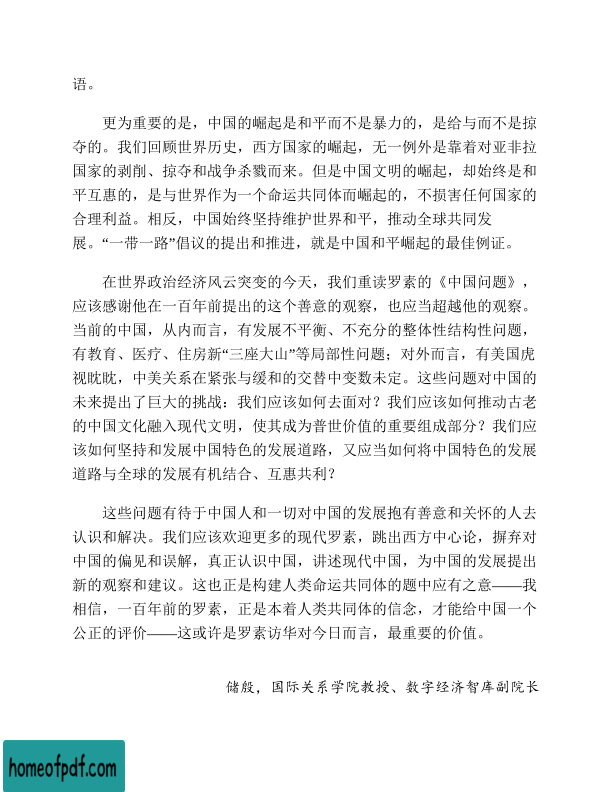 语。
更为重要的是，中国的崛起是和平而不是暴力的，是给与而不是掠
夺的。我们回顾世界历史，西方国家的崛起，无一例外是靠着对亚非拉
国家的剥削、掠夺和战争杀戮而来。但是中国文明的崛起，却始终是和
平互惠的，是与世界作为一个命运共同体而崛起的，不损害任何国家的
合理利益。相反，中国始终坚持维护世界和平，推动全球共同发
展。“一带一路”倡议的提出和推进，就是中国和平崛起的最佳例证。
在世界政治经济风云突变的今天，我们重读罗素的《中国问题》，
应该感谢他在一百年前提出的这个善意的观察，也应当超越他的观察。
当前的中国，从内而言，有发展不平衡、不充分的整体性结构性问题，
有教育、医疗、住房新“三座大山”等局部性问题；对外而言，有美国虎
视眈眈，中美关系在紧张与缓和的交替中变数未定。这些问题对中国的
未来提出了巨大的挑战：我们应该如何去面对？我们应该如何推动古老
的中国文化融入现代文明，使其成为普世价值的重要组成部分？我们应
该如何坚持和发展中国特色的发展道路，又应当如何将中国特色的发展
道路与全球的发展有机结合、互惠共利？
这些问题有待于中国人和一切对中国的发展抱有善意和关怀的人去
认识和解决。我们应该欢迎更多的现代罗素，跳出西方中心论，摒弃对
中国的偏见和误解，真正认识中国，讲述现代中国，为中国的发展提出
新的观察和建议。这也正是构建人类命运共同体的题中应有之意——我
相信，一百年前的罗素，正是本着人类共同体的信念，才能给中国一个
公正的评价——这或许是罗素访华对今日而言，最重要的价值。
储殷，国际关系学院教授、数字经济智库副院长
homeofpdf.com